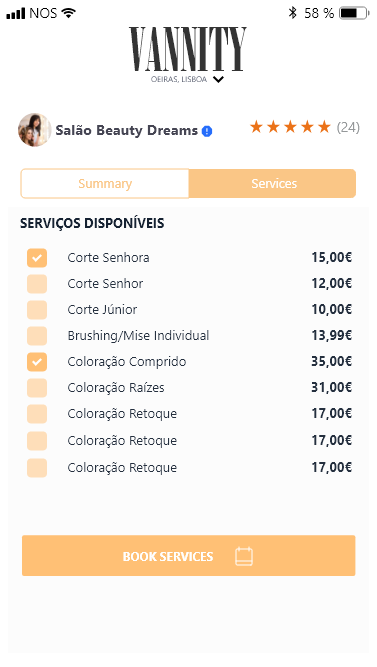 NOS 58 %
VANNITY
OEIRAS, LISBOA
Salão Beauty Dreams (24)
Summary Services
SERVIÇOS DISPONÍVEIS
Corte Senhora 15,00€
Corte Senhor 12,00€
Corte Júnior 10,00€
Brushing/Mise Individual 13,99€
Coloração Comprido 35,00€
Coloração Raízes 31,00€
Coloração Retoque 17,00€
Coloração Retoque 17,00€
Coloração Retoque 17,00€
BOOK SERVICES